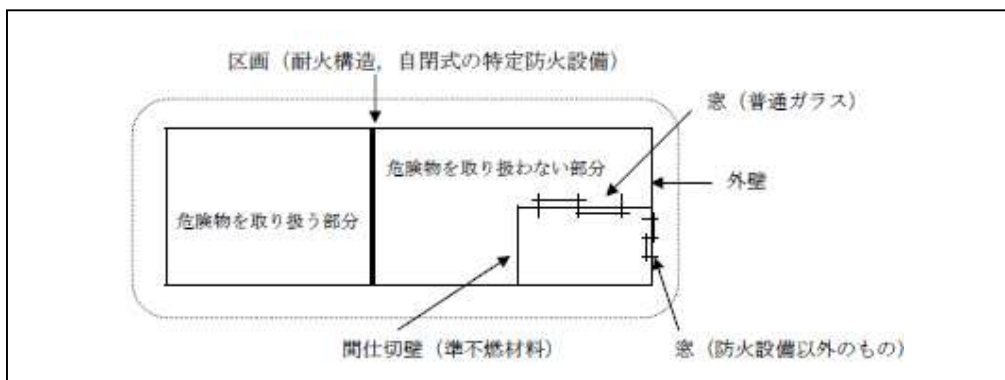 区画（耐火構造，自閉式の特定防火設備）
窓（普通ガラス）
危険物を取り扱わない部分
外壁
危険物を取り扱う部分
間仕切壁（準不燃材料）
窓（防火設備以外のもの）